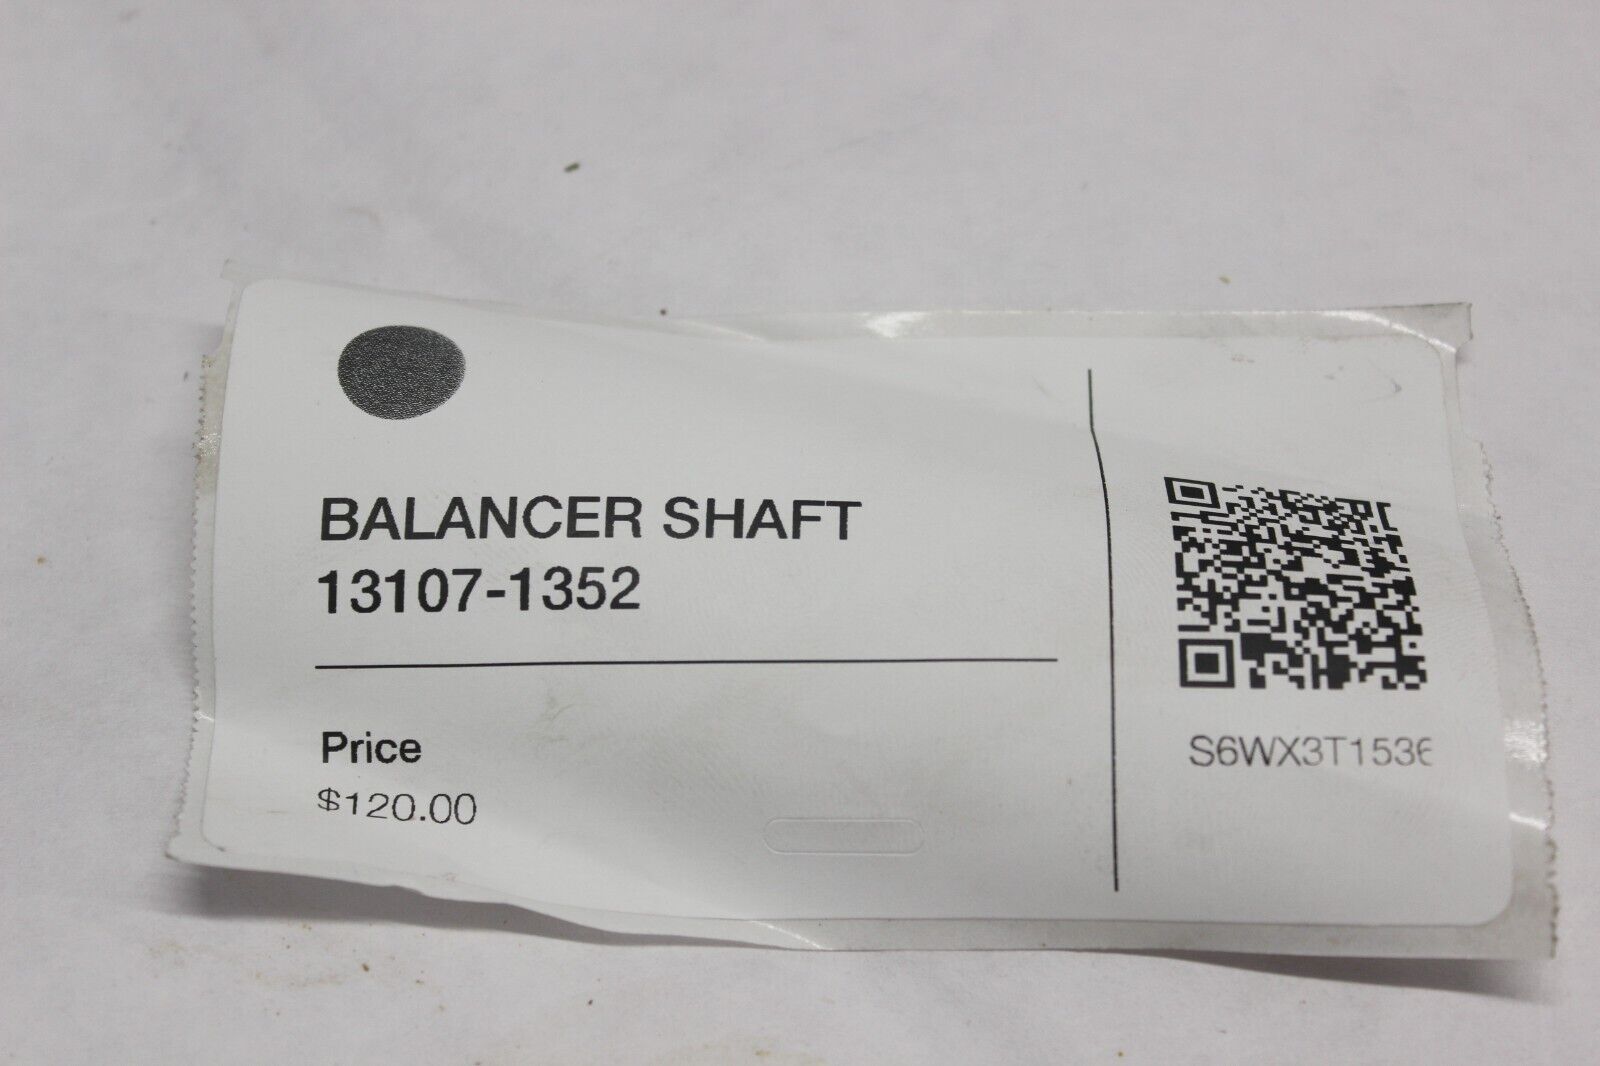 BALANCER SHAFT
13107-1352
Price
$120.00
S6WX3T1536